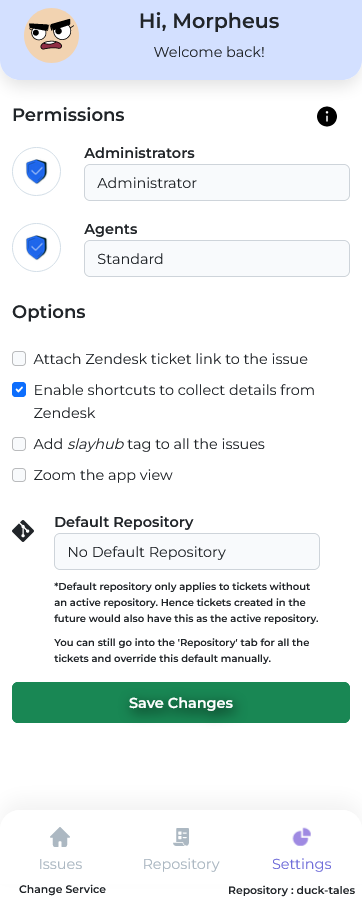 Hi, Morpheus
Welcome back!
Permissions
Administrators
Administrator
Agents
Standard
Options
Attach Zendesk ticket link to the issue
Enable shortcuts to collect details from
Zendesk
Add slayhub tag to all the issues
Zoom the app view
Default Repository
No Default Repository
*Default repository only applies to tickets without
an active repository. Hence tickets created in the
future would also have this as the active repository.
You can still go into the 'Repository' tab for all the
tickets and override this default manually.
Save Changes
Issues
Repository
Settings
Change Service
Repository : duck-tales